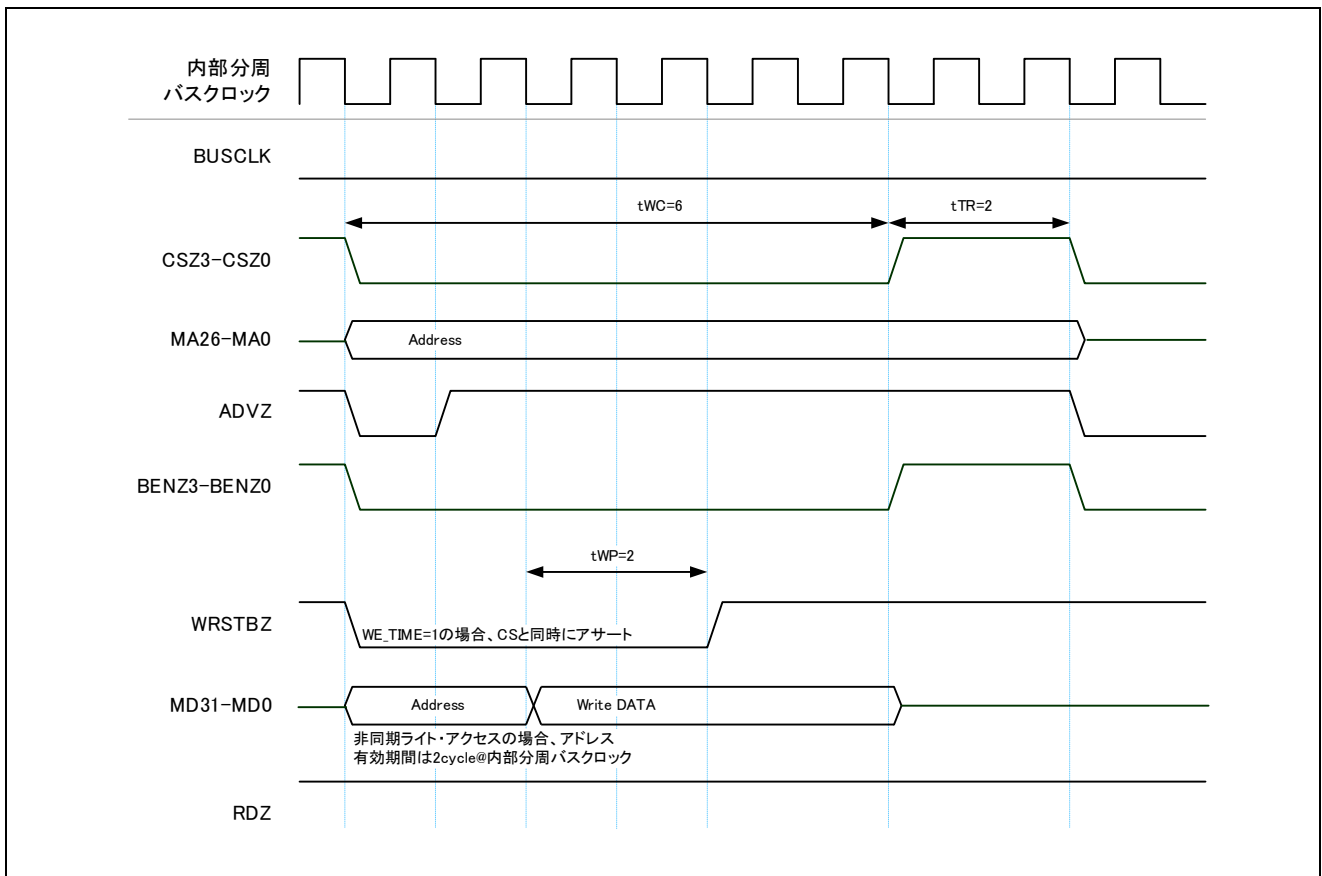 内部分周
バスクロック
BUSCLK
tWC=6
tTR=2
CSZ3-CSZ0
MA26-MA0
Address
ADVZ
BENZ3-BENZ0
tWP=2
WRSTBZ
WE_TIME=1の場合、CSと同時にアサート
MD31-MD0
Address
Write DATA
非同期ライト・アクセスの場合、アドレス
有効期間は2cycle@内部分周バスクロック
RDZ